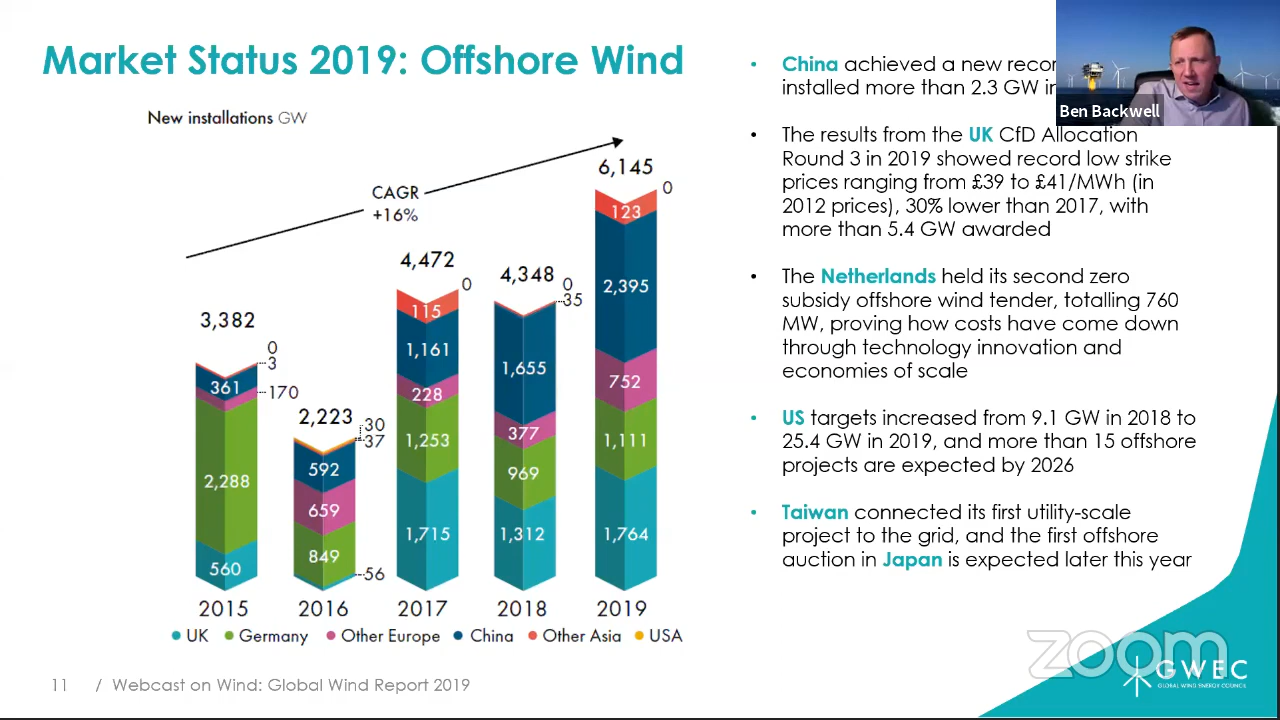 Market Status 2019: Offshore Wind
New installations GW
CAGR
+16%
3,382
0
3
361
170
2,288
560
2015
2,223
30
37
592
659
849
56
2016
4,472
0
115
1,161
228
1,253
1,715
2017
4,348
0
35
1,655
377
969
1,312
2018
6,145
0
123
2,395
752
1,111
1,764
2019
UK Germany Other Europe China Other Asia USA
• China achieved a new
installed more than 2.3 GW
Ben Backwell
• The results from the UK CfD Allocation
Round 3 in 2019 showed record low strike
prices ranging from £39 to £41/MWh (in
2012 prices), 30% lower than 2017, with
more than 5.4 GW awarded
• The Netherlands held its second zero
subsidy offshore wind tender, totalling 760
MW, proving how costs have come down
through technology innovation and
economies of scale
• US targets increased from 9.1 GW in 2018 to
25.4 GW in 2019, and more than 15 offshore
projects are expected by 2026
• Taiwan connected its first utility-scale
project to the grid, and the first offshore
auction in Japan is expected later this year
11 / Webcast on Wind: Global Wind Report 2019
zoom
GWEC
GLOBAL WIND ENERGY COUNCIL